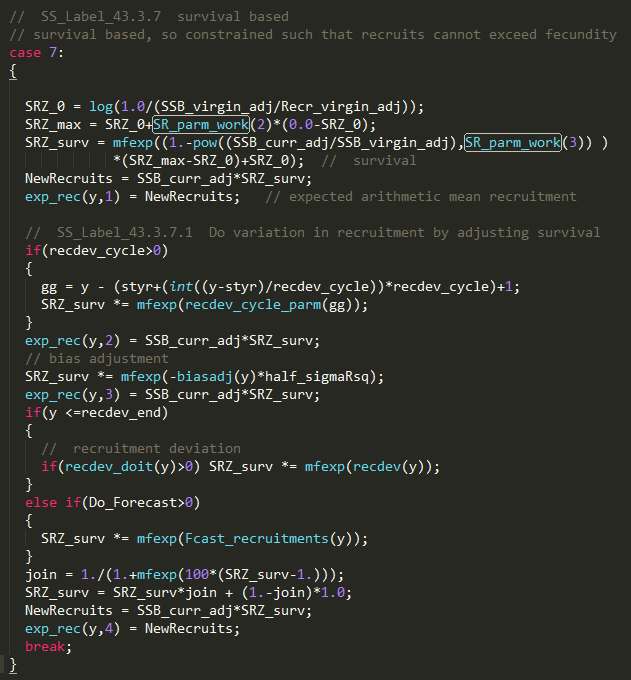 //  SS_Label_43.3.7  survival based
// survival based, so constrained such that recruits cannot exceed fecundity
case 7:
{
SRZ_0 = log(1.0/(SSB_virgin_adj/Recr_virgin_adj));
SRZ_max = SRZ_0+SR_parm_work(2)*(0.0-SRZ_0);
SRZ_surv = mfexp((1.-pow((SSB_curr_adj/SSB_virgin_adj),SR_parm_work(3)) )
*(SRZ_max-SRZ_0)+SRZ_0);  //  survival
NewRecruits = SSB_curr_adj*SRZ_surv;
exp_rec(y,1) = NewRecruits;   // expected arithmetic mean recruitment
//  SS_Label_43.3.7.1  Do variation in recruitment by adjusting survival
if(recdev_cycle>0)
{
gg = y - (styr+(int((y-styr)/recdev_cycle))*recdev_cycle)+1;
SRZ_surv *= mfexp(recdev_cycle_parm(gg));
}
exp_rec(y,2) = SSB_curr_adj*SRZ_surv;
// bias adjustment
SRZ_surv *= mfexp(-biasadj(y)*half_sigmaRsq);
exp_rec(y,3) = SSB_curr_adj*SRZ_surv;
if(y <=recdev_end)
{
//  recruitment deviation
if(recdev_doit(y)>0) SRZ_surv *= mfexp(recdev(y));
}
else if(Do_Forecast>0)
{
SRZ_surv *= mfexp(Fcast_recruitments(y));
}
join = 1./(1.+mfexp(100*(SRZ_surv-1.)));
SRZ_surv = SRZ_surv*join + (1.-join)*1.0;
NewRecruits = SSB_curr_adj*SRZ_surv;
exp_rec(y,4) = NewRecruits;
break;
}